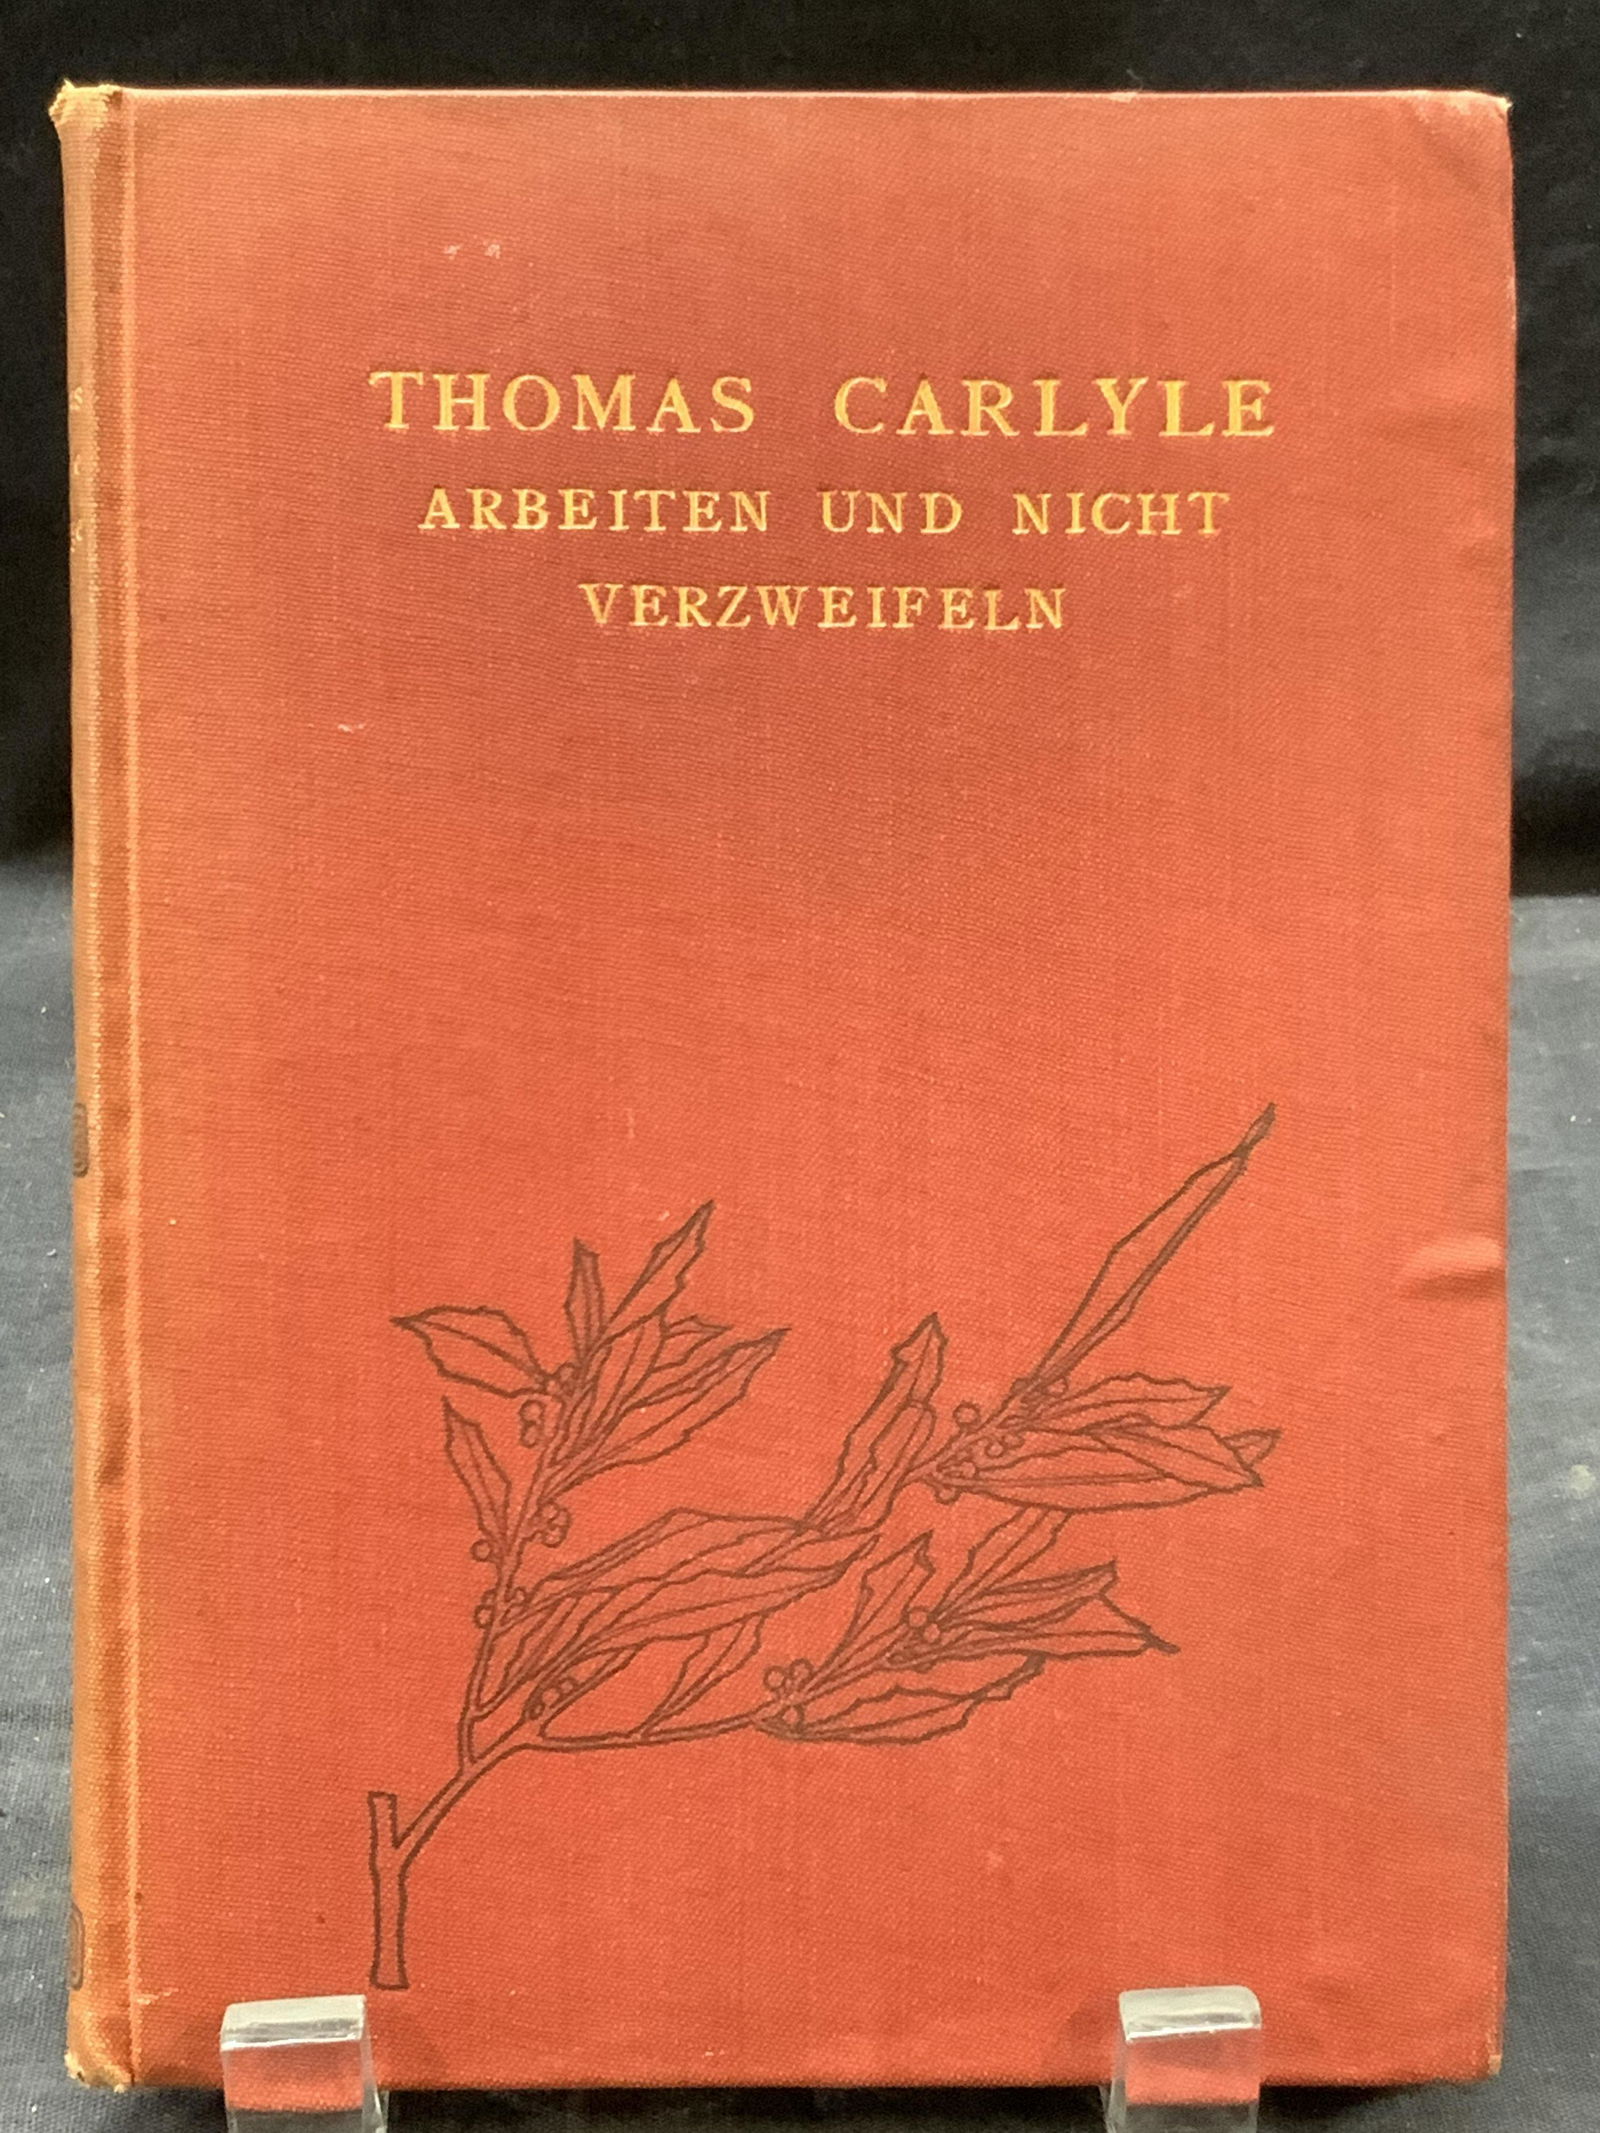 THOMAS CARLYLE
ARBEITEN UND NICHT
VERZWEIFELN